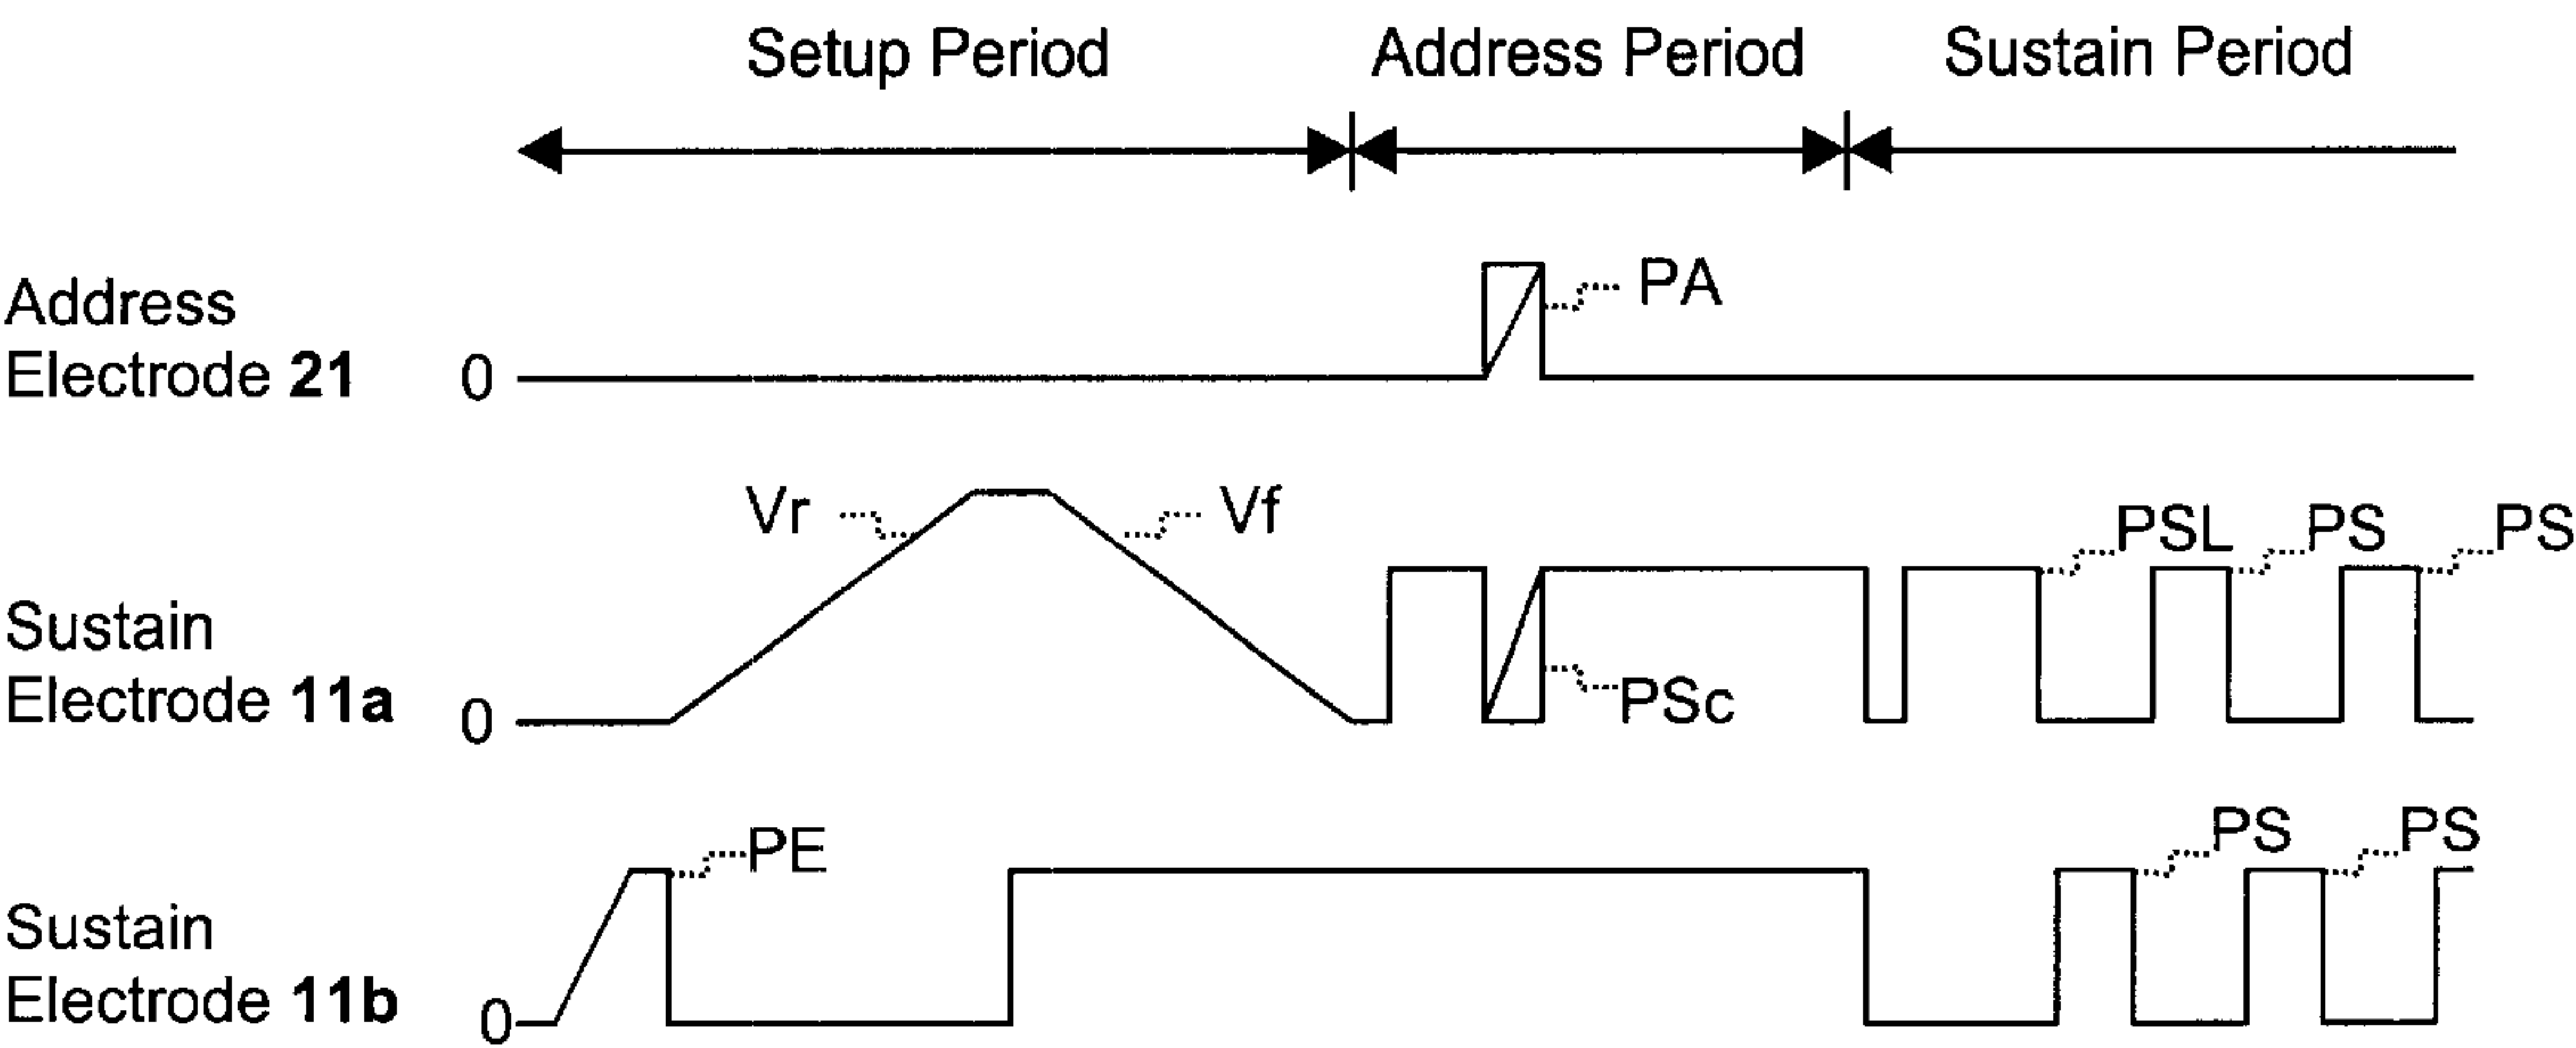 Setup Period Address Period Sustain Period
Address
Electrode 21 0
PA
Vr Vf
PSL PS PS
Sustain
Electrode 11a 0
PSc
PE
PS PS
Sustain
Electrode 11b 0